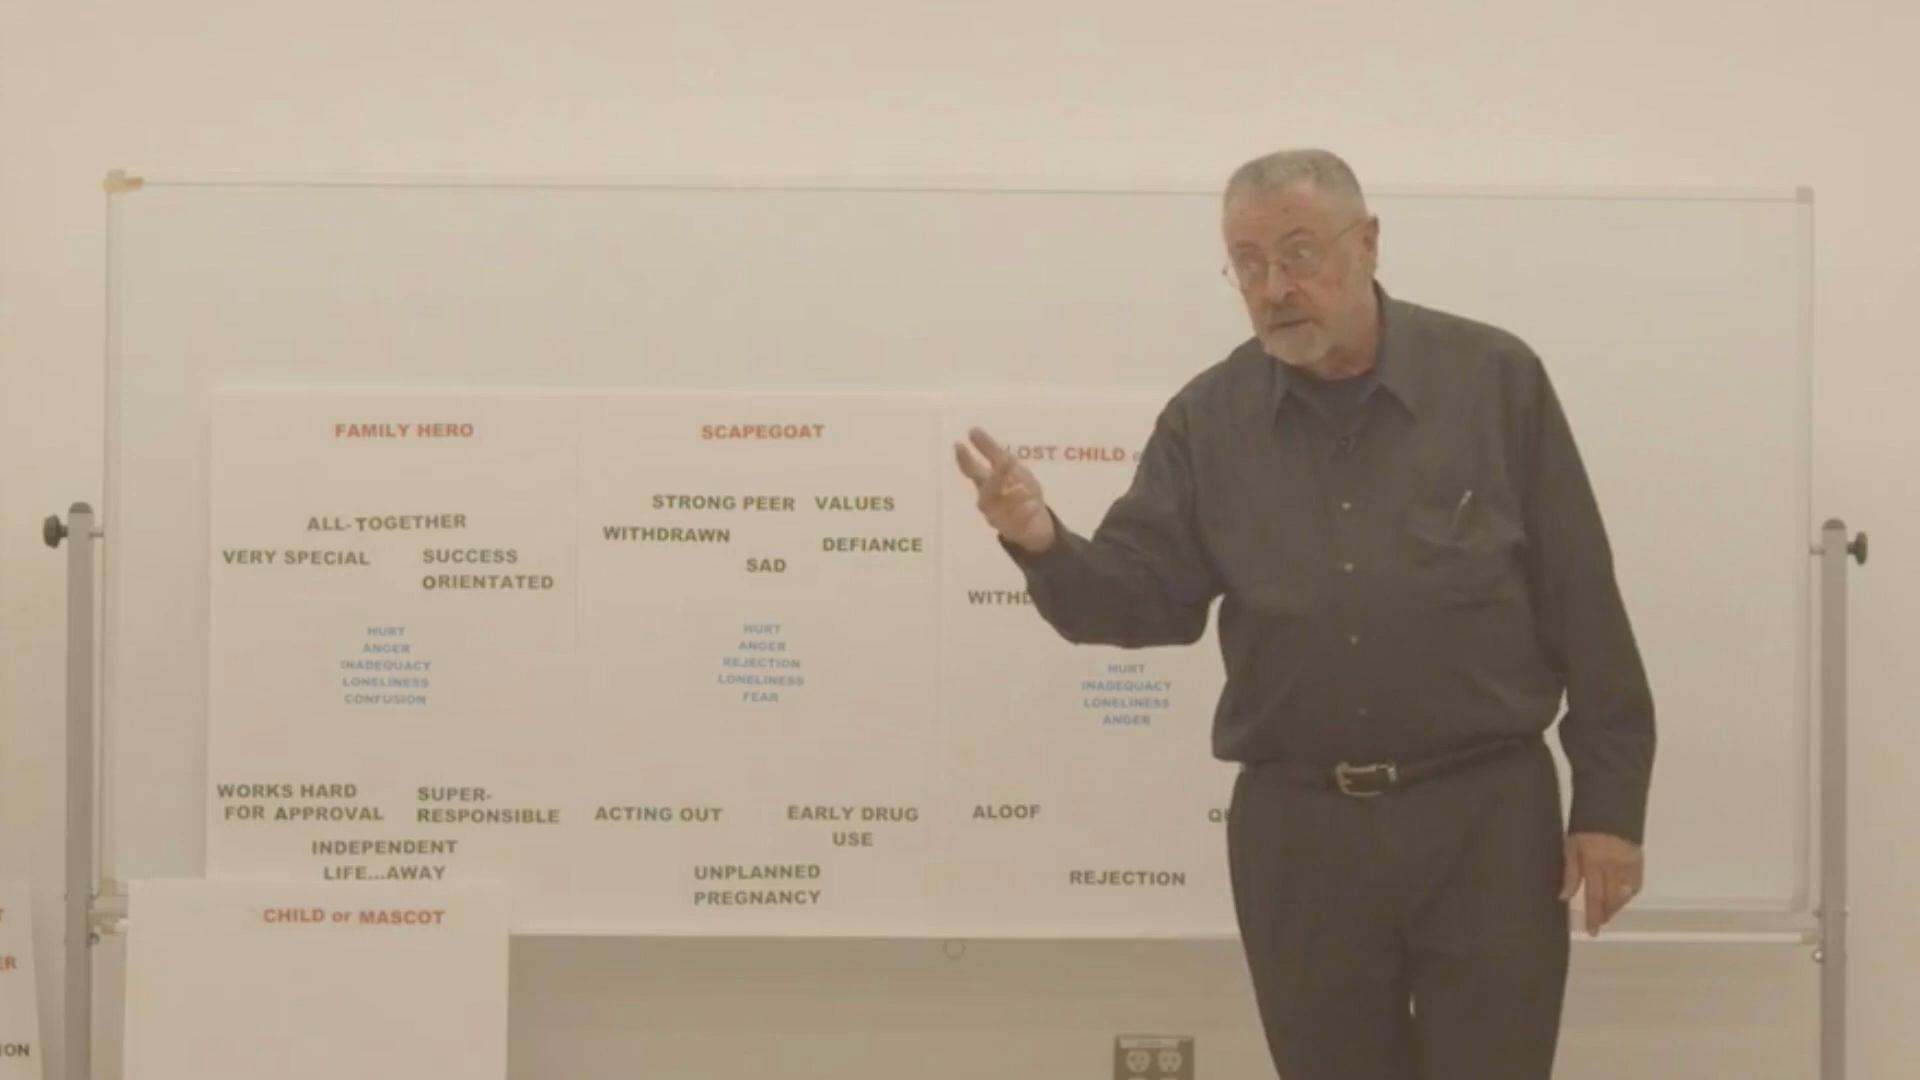 FAMILY HERO
ALL-TOGETHER
VERY SPECIAL
SUCCESS
ORIENTATED
HURT
ANGER
INADEQUACY
LONELINESS
CONFUSION
WORKS HARD
FOR APPROVAL
SUPER-
RESPONSIBLE
INDEPENDENT
LIFE...AWAY
SCAPEGOAT
STRONG PEER VALUES
WITHDRAWN
DEFIANCE
SAD
HURT
ANGER
REJECTION
LONELINESS
FEAR
ACTING OUT
EARLY DRUG
USE
UNPLANNED
PREGNANCY
LOST CHILD
HURT
INADEQUACY
LONELINESS
ANGER
ALOOF
REJECTION
CHILD or MASCOT